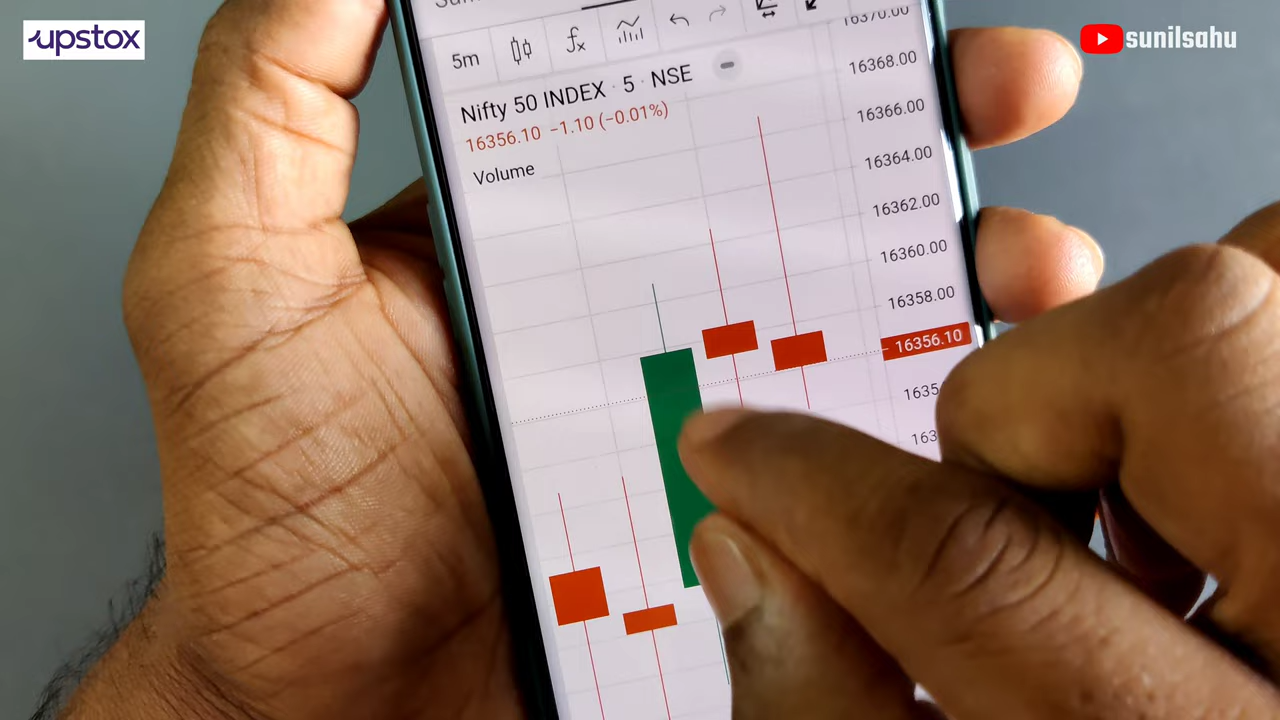 upstox
sunilsahu
5m
fx
Nifty 50 INDEX · 5 · NSE
16356.10 −1.10 (−0.01%)
Volume
16370.00
16368.00
16366.00
16364.00
16362.00
16360.00
16358.00
16356.10